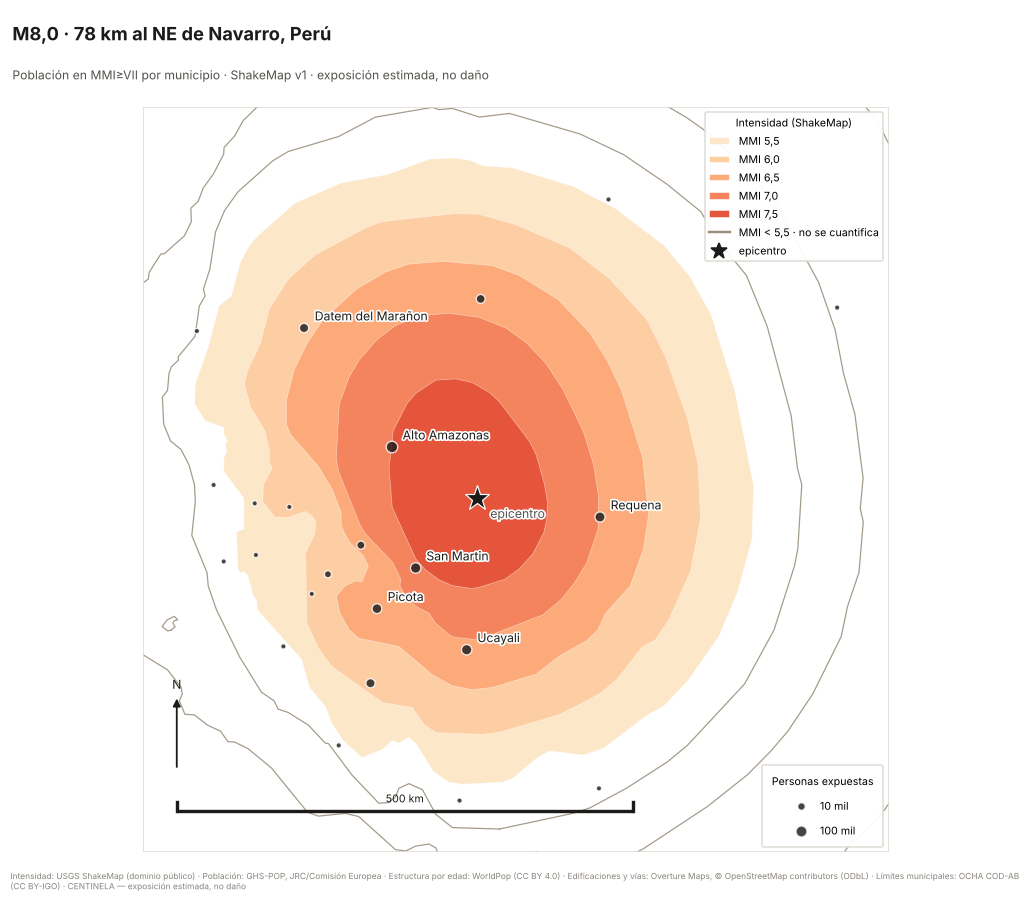 M8,0 · 78 km al NE de Navarro, Perú
Población en MMI≥VII por municipio · ShakeMap v1 · exposición estimada, no daño
Intensidad (ShakeMap)
MMI 5,5
MMI 6,0
MMI 6,5
MMI 7,0
MMI 7,5
MMI < 5,5 · no se cuantifica
epicentro
Datem del Marañon
Alto Amazonas
epicentro
Requena
San Martin
Picota
Ucayali
N
500 km
Personas expuestas
10 mil
100 mil
Intensidad: USGS ShakeMap (dominio público) · Población: GHS-POP, JRC/Comisión Europea · Estructura por edad: WorldPop (CC BY 4.0) · Edificaciones y vías: Overture Maps, © OpenStreetMap contributors (ODbL) · Límites municipales: OCHA COD-AB
(CC BY-IGO) · CENTINELA — exposición estimada, no daño